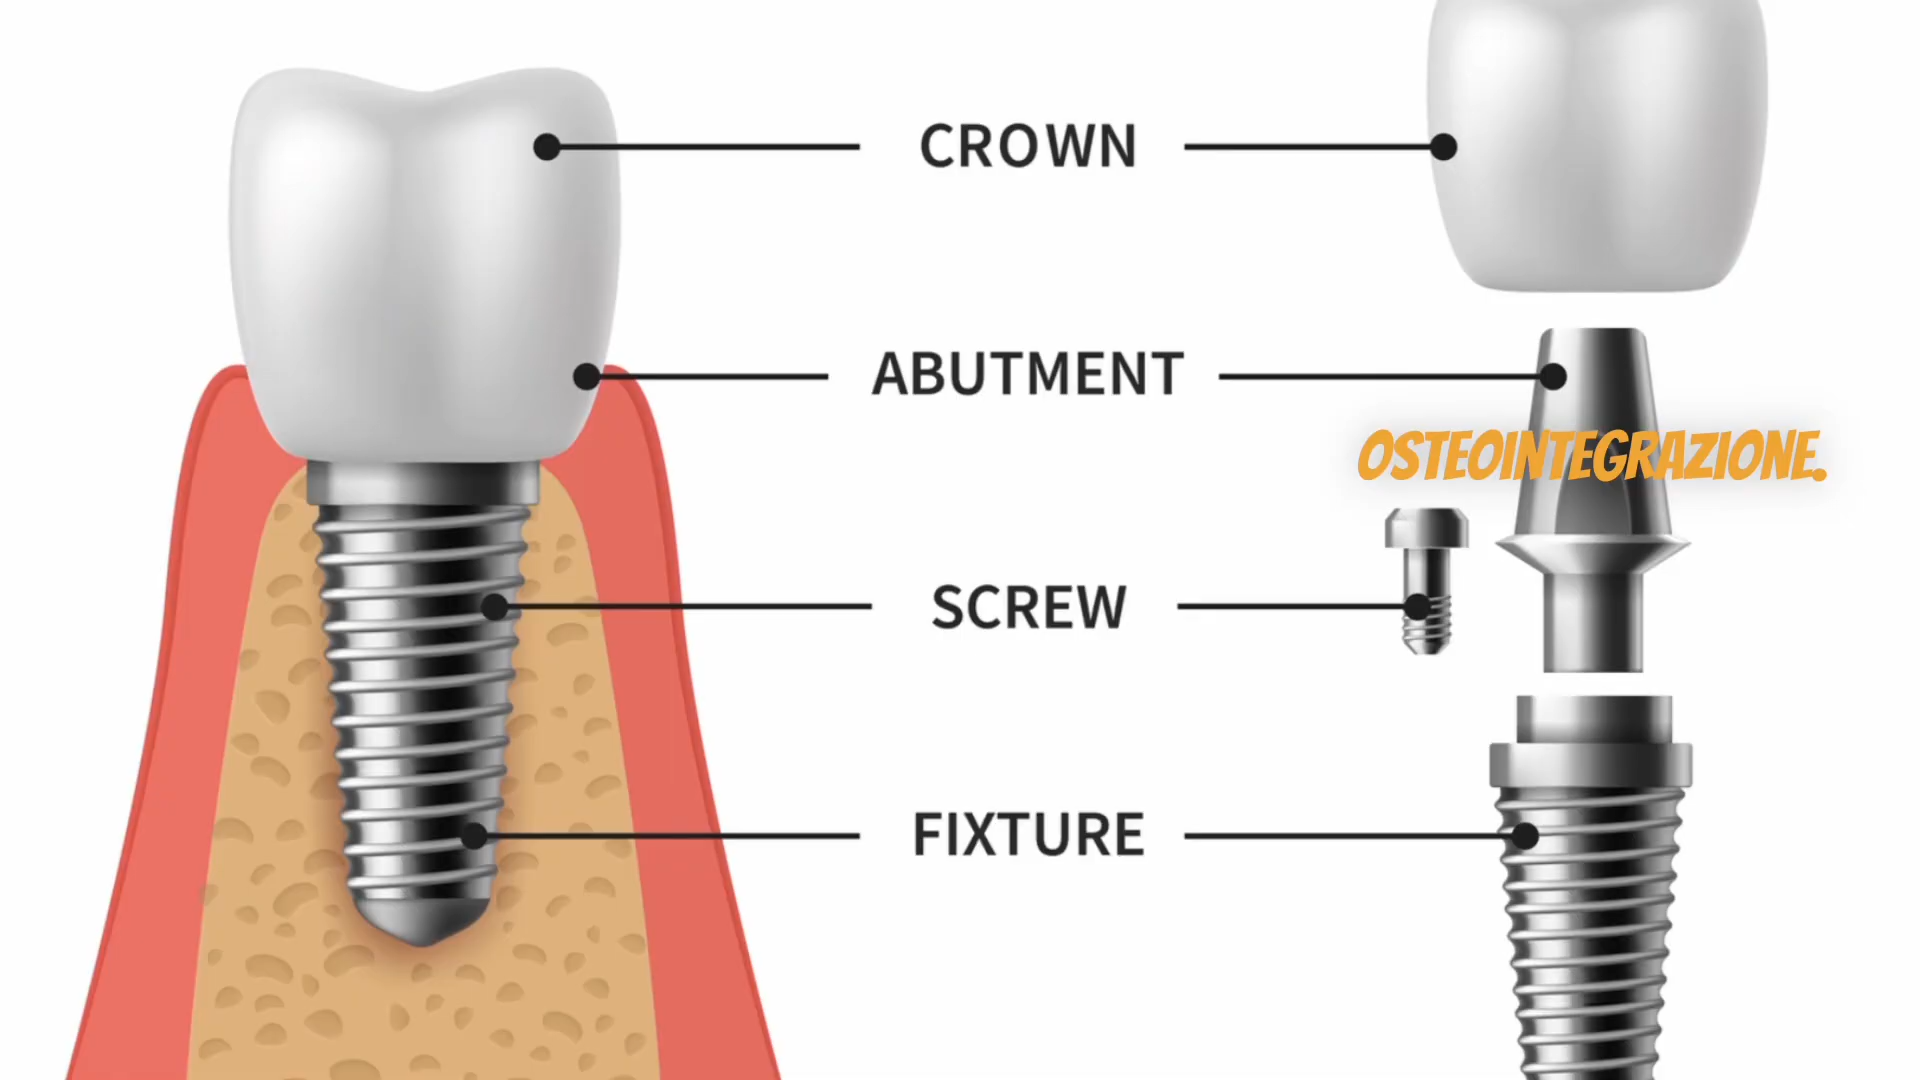 CROWN
ABUTMENT
OSTEOINTEGRAZIONE.
SCREW
FIXTURE